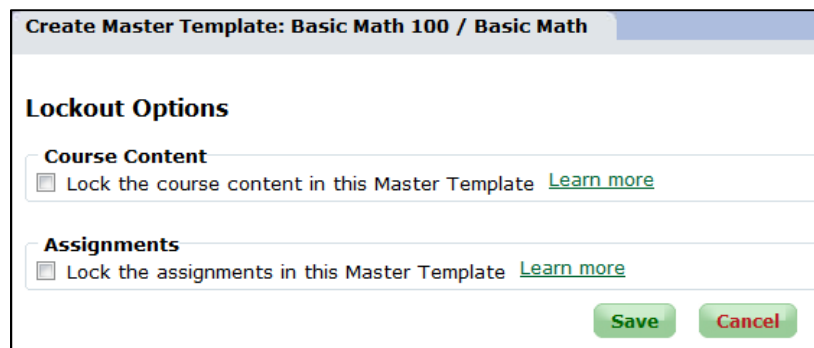 Create Master Template: Basic Math 100 / Basic Math
Lockout Options
Course Content
Lock the course content in this Master Template Learn more
Assignments
Lock the assignments in this Master Template Learn more
Save Cancel